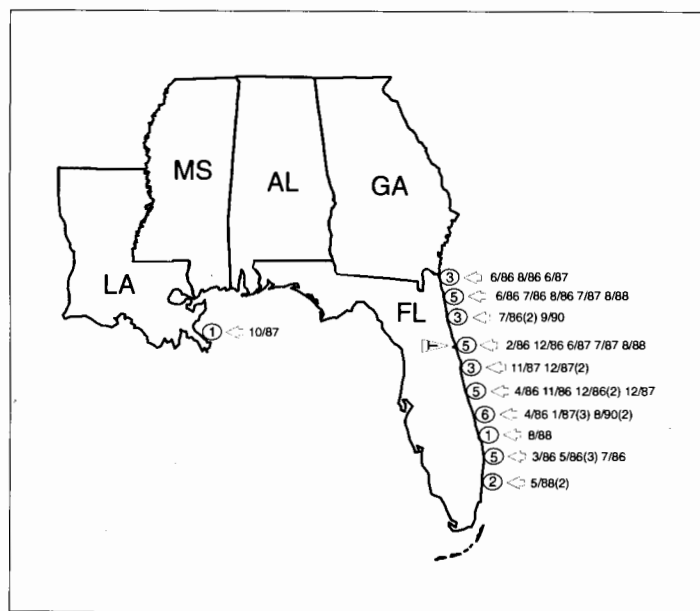 MS
AL
GA
LA
FL
3 6/86 8/86 6/87
5 6/86 7/86 8/86 7/87 8/88
3 7/86(2) 9/90
1 10/87
5 2/86 12/86 6/87 7/87 8/88
3 11/87 12/87(2)
5 4/86 11/86 12/86(2) 12/87
6 4/86 1/87(3) 8/90(2)
1 8/88
5 3/86 5/86(3) 7/86
2 5/88(2)